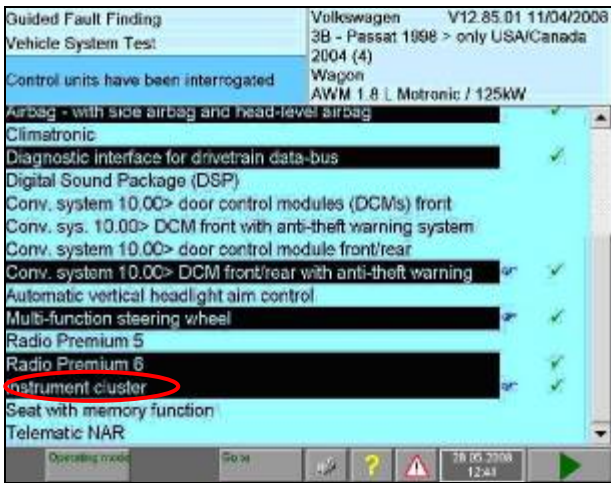 Guided Fault Finding
Vehicle System Test
Control units have been interrogated
Volkswagen V12.85.01 11/04/2008
3B - Passat 1998 > only USA/Canada
2004 (4)
Wagon
AWM 1.8 L Motronic / 125kW
Airbag - with side airbag and head-level airbag
Climatronic
Diagnostic interface for drivetrain data-bus
Digital Sound Package (DSP)
Conv. system 10.00> door control modules (DCMs) front
Conv. sys. 10.00> DCM front with anti-theft warning system
Conv. system 10.00> door control module front/rear
Conv. system 10.00> DCM front/rear with anti-theft warning
Automatic vertical headlight aim control
Multi-function steering wheel
Radio Premium 5
Radio Premium 6
Instrument cluster
Seat with memory function
Telematic NAR
Operating mode
Go to
?
28.05.2008
12:41